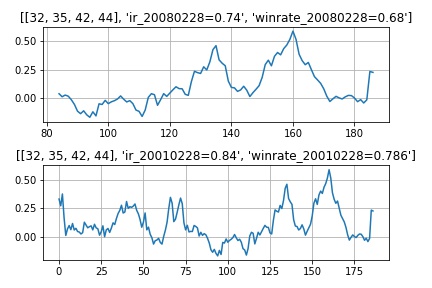 [[32, 35, 42, 44], 'ir_20080228=0.74', 'winrate_20080228=0.68']
0.50
0.25
0.00
80 100 120 140 160 180
[[32, 35, 42, 44], 'ir_20010228=0.84', 'winrate_20010228=0.786']
0.50
0.25
0.00
0 25 50 75 100 125 150 175